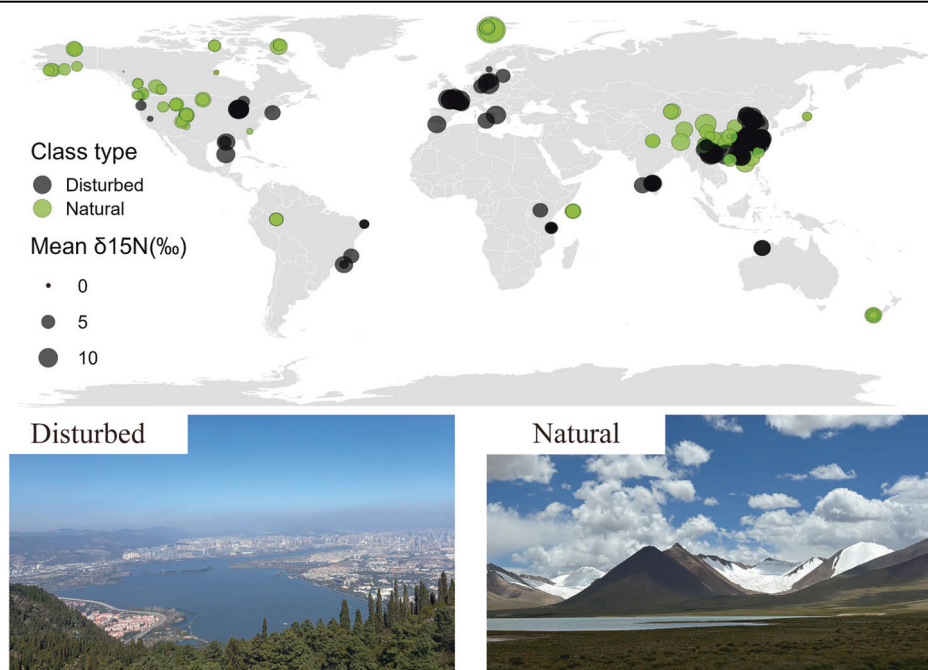 Class type
Disturbed
Natural
Mean δ15N(‰)
0
5
10
Disturbed
Natural